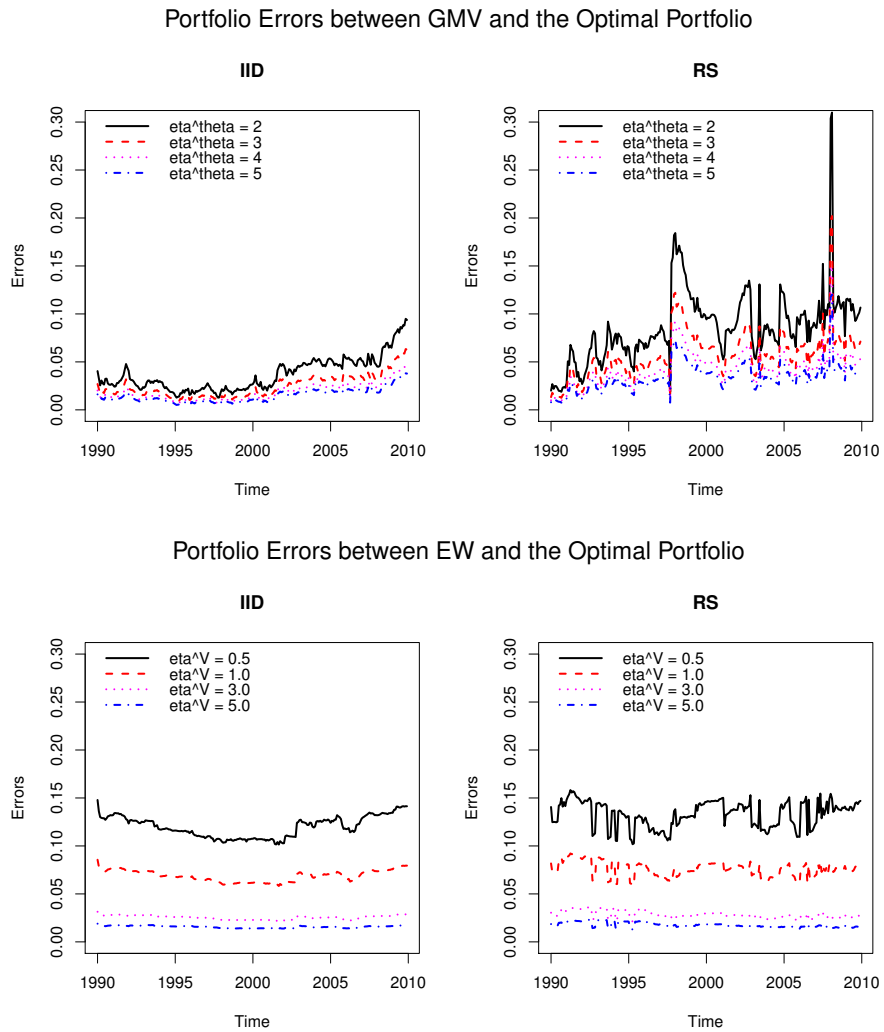 Portfolio Errors between GMV and the Optimal Portfolio
IID
RS
0.30
0.25
0.20
0.15
0.10
0.05
0.00
Errors
eta^theta = 2
eta^theta = 3
eta^theta = 4
eta^theta = 5
1990 1995 2000 2005 2010
Time
0.30
0.25
0.20
0.15
0.10
0.05
0.00
Errors
eta^theta = 2
eta^theta = 3
eta^theta = 4
eta^theta = 5
1990 1995 2000 2005 2010
Time
Portfolio Errors between EW and the Optimal Portfolio
IID
RS
0.30
0.25
0.20
0.15
0.10
0.05
0.00
Errors
eta^V = 0.5
eta^V = 1.0
eta^V = 3.0
eta^V = 5.0
1990 1995 2000 2005 2010
Time
0.30
0.25
0.20
0.15
0.10
0.05
0.00
Errors
eta^V = 0.5
eta^V = 1.0
eta^V = 3.0
eta^V = 5.0
1990 1995 2000 2005 2010
Time